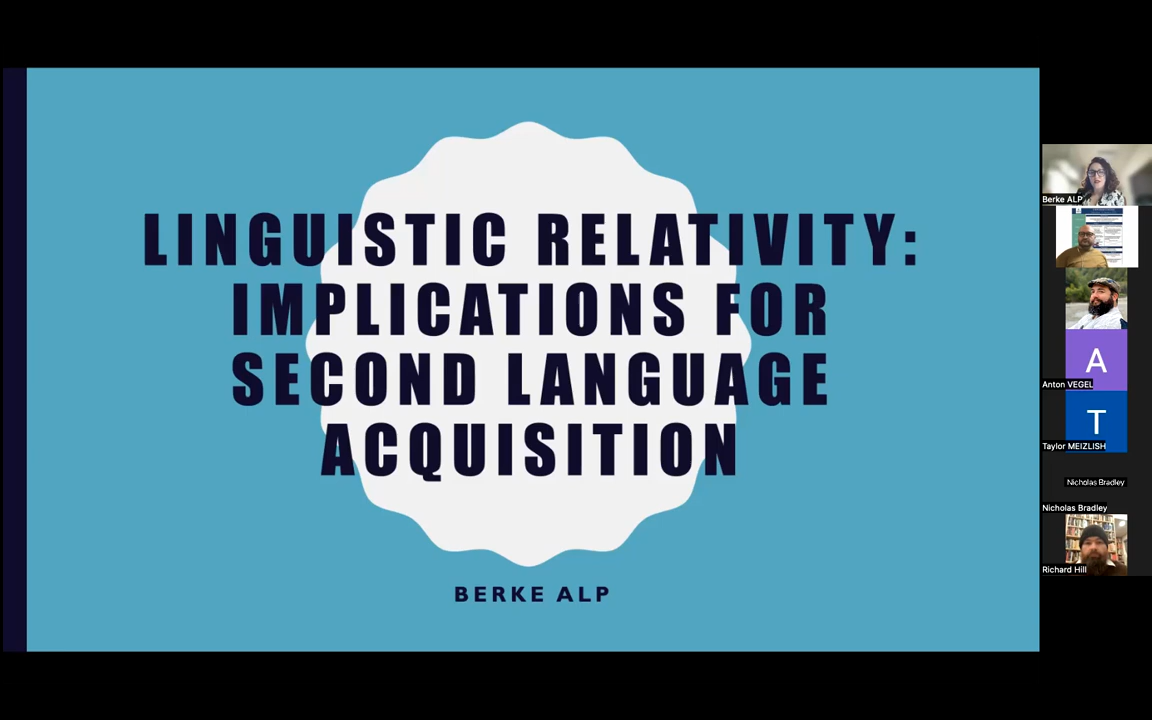 LINGUISTIC RELATIVITY:
IMPLICATIONS FOR
SECOND LANGUAGE
ACQUISITION
BERKE ALP
Berke ALP
A
Anton VEGEL
T
Taylor MEIZLISH
Nicholas Bradley
Nicholas Bradley
Richard Hill